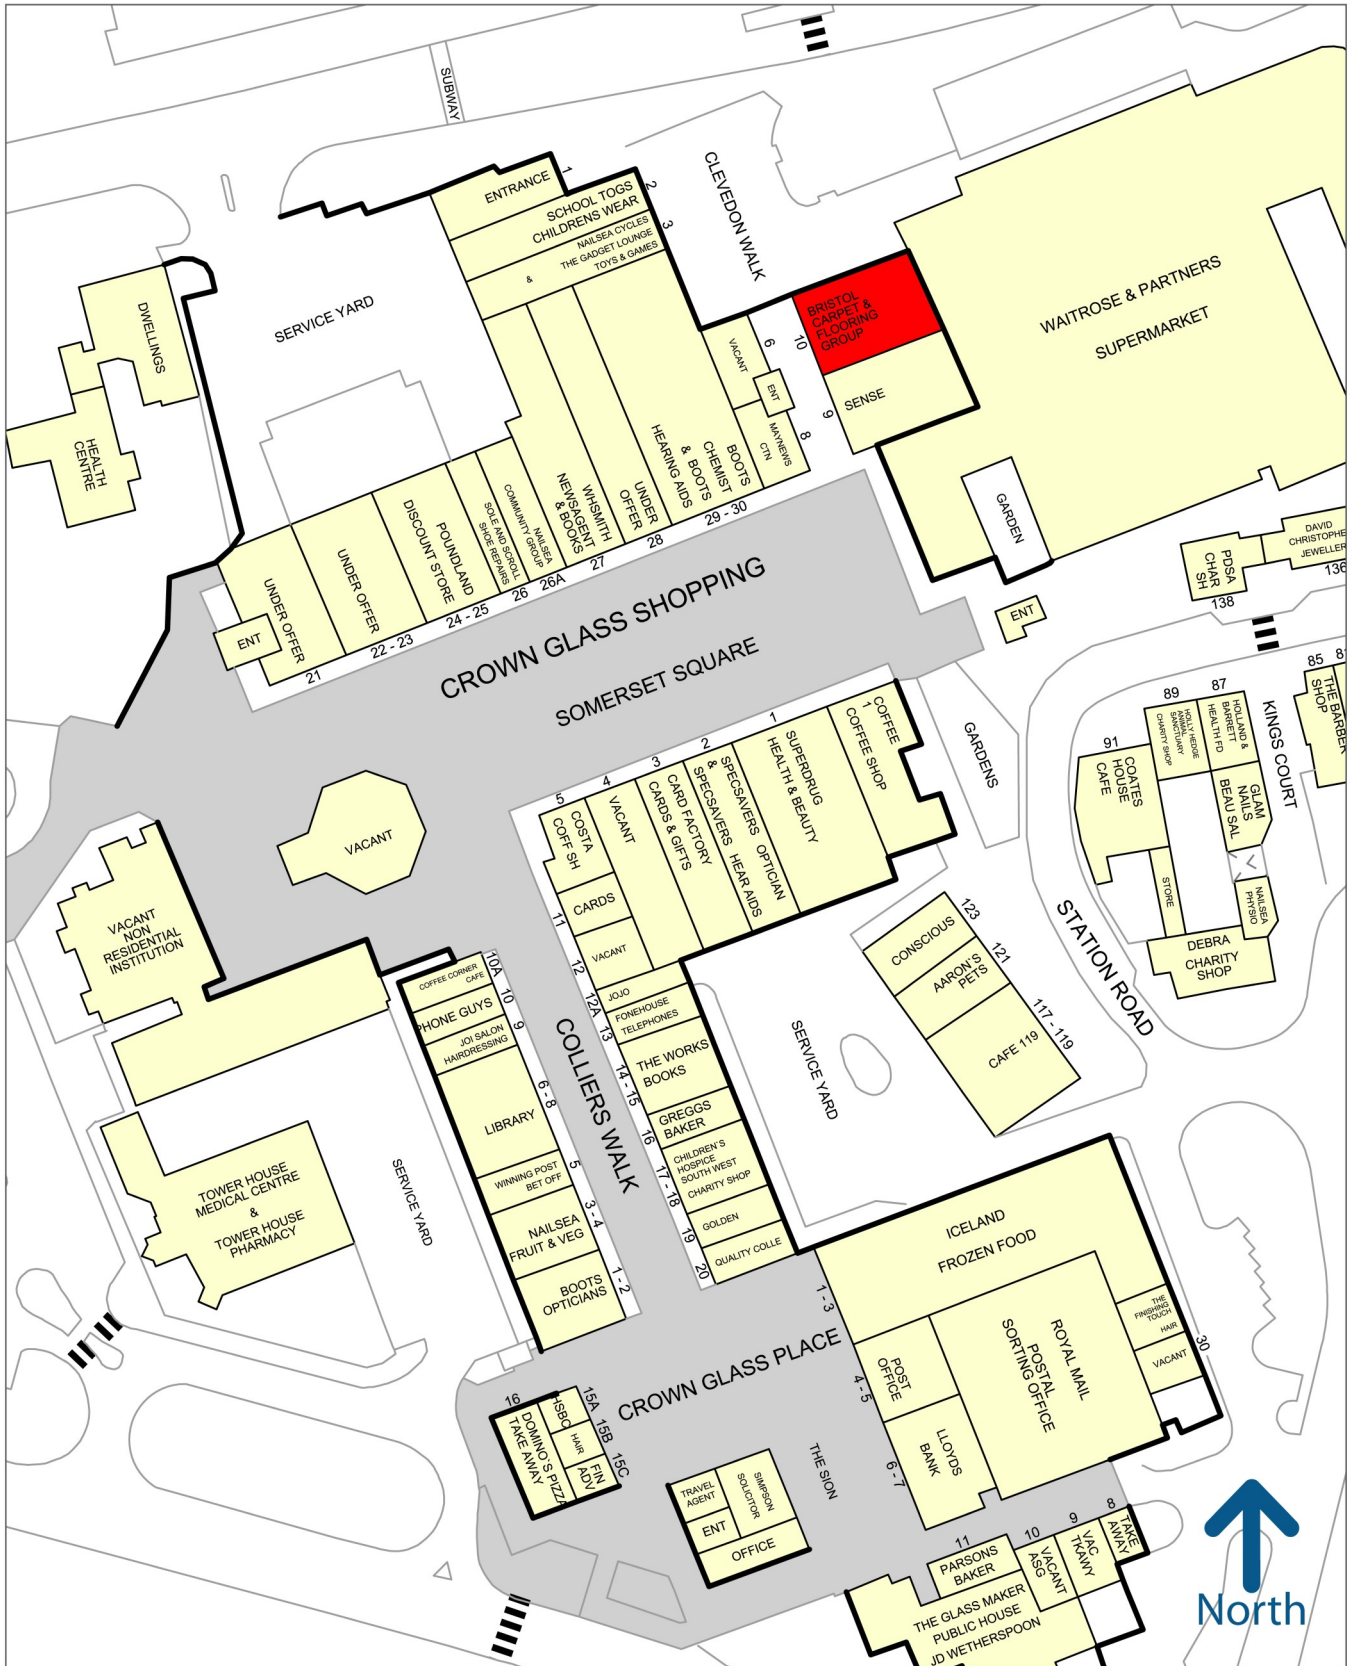 SUBWAY
CLEVEDON WALK
ENTRANCE
1
SCHOOL TOGS
CHILDRENS WEAR
2
NAILSEA CYCLES
&
THE GADGET LOUNGE
TOYS & GAMES
3
SERVICE YARD
DWELLINGS
HEALTH
CENTRE
BRISTOL
CARPET &
FLOORING
GROUP
10
SENSE
9
WAITROSE & PARTNERS
SUPERMARKET
GARDEN
VACANT
6
ENT
MAYNEWS
CTN
8
BOOTS
CHEMIST
& BOOTS
HEARING AIDS
29 - 30
UNDER
OFFER
28
WHSMITH
NEWSAGENT
& BOOKS
27
NAILSEA
COMMUNITY GROUP
26A
SOLE AND SCROLL
SHOE REPAIRS
26
POUNDLAND
DISCOUNT STORE
24 - 25
UNDER OFFER
22 - 23
UNDER OFFER
ENT
21
CROWN GLASS SHOPPING
SOMERSET SQUARE
ENT
PDSA
CHAR
SH
138
DAVID
CHRISTOPHE
JEWELLER
136
GARDENS
COFFEE
1
COFFEE SHOP
1
SUPERDRUG
HEALTH & BEAUTY
2
SPECSAVERS OPTICIAN
&
SPECSAVERS HEAR AIDS
3
CARD FACTORY
CARDS & GIFTS
4
VACANT
5
COSTA
COFF SH
CARDS
11
VACANT
12
JOJO
12A
FONEHOUSE
TELEPHONES
13
THE WORKS
BOOKS
14 - 15
GREGGS
BAKER
16
CHILDREN'S
HOSPICE
SOUTH WEST
CHARITY SHOP
17 - 18
GOLDEN
19
QUALITY COLLE
20
85
THE BARBER
SHOP
KINGS COURT
87
HOLLAND &
BARRETT
HEALTH FD
89
HOLLY HEDGE
ANIMAL
SANCTUARY
CHARITY SHOP
91
COATES
HOUSE
CAFE
GLAM
NAILS
BEAU SAL
STORE
NAILSEA
PHYSIO
DEBRA
CHARITY
SHOP
STATION ROAD
CONSCIOUS
123
AARON'S
PETS
121
CAFE 119
117 - 119
SERVICE YARD
VACANT
VACANT
NON
RESIDENTIAL
INSTITUTION
COFFEE CORNER
CAFE
10A
PHONE GUYS
10
JOI SALON
HAIRDRESSING
9
LIBRARY
6 - 8
WINNING POST
BET OFF
5
NAILSEA
FRUIT & VEG
3 - 4
BOOTS
OPTICIANS
1 - 2
COLLIERS WALK
TOWER HOUSE
MEDICAL CENTRE
&
TOWER HOUSE
PHARMACY
SERVICE YARD
ICELAND
FROZEN FOOD
1 - 3
POST
OFFICE
4 - 5
ROYAL MAIL
POSTAL
SORTING OFFICE
THE
FINISHING
TOUCH
HAIR
VACANT
30
LLOYDS
BANK
6 - 7
CROWN GLASS PLACE
THE SION
16
DOMINO'S PIZZA
TAKE AWAY
HSBC
15A
HAIR
15B
FIN
ADV
15C
TRAVEL
AGENT
SIMPSON
SOLICITOR
ENT
OFFICE
11
PARSONS
BAKER
10
VACANT
ASG
9
VAC
TKAWY
8
TAKE
AWAY
THE GLASS MAKER
PUBLIC HOUSE
JD WETHERSPOON
North